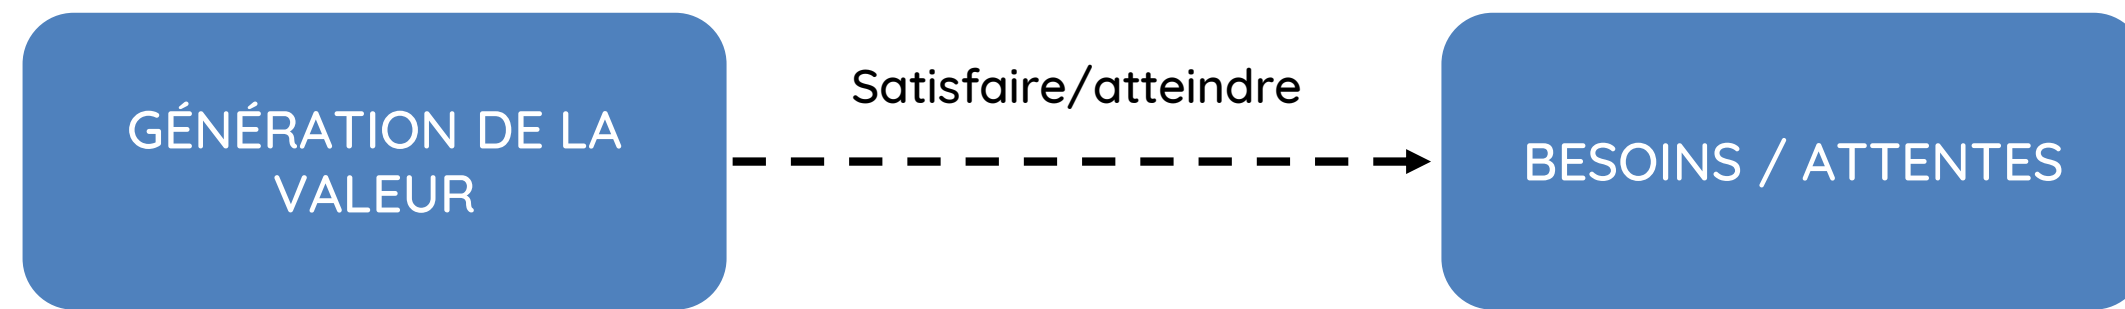 GÉNÉRATION DE LA
VALEUR
Satisfaire/atteindre
BESOINS / ATTENTES